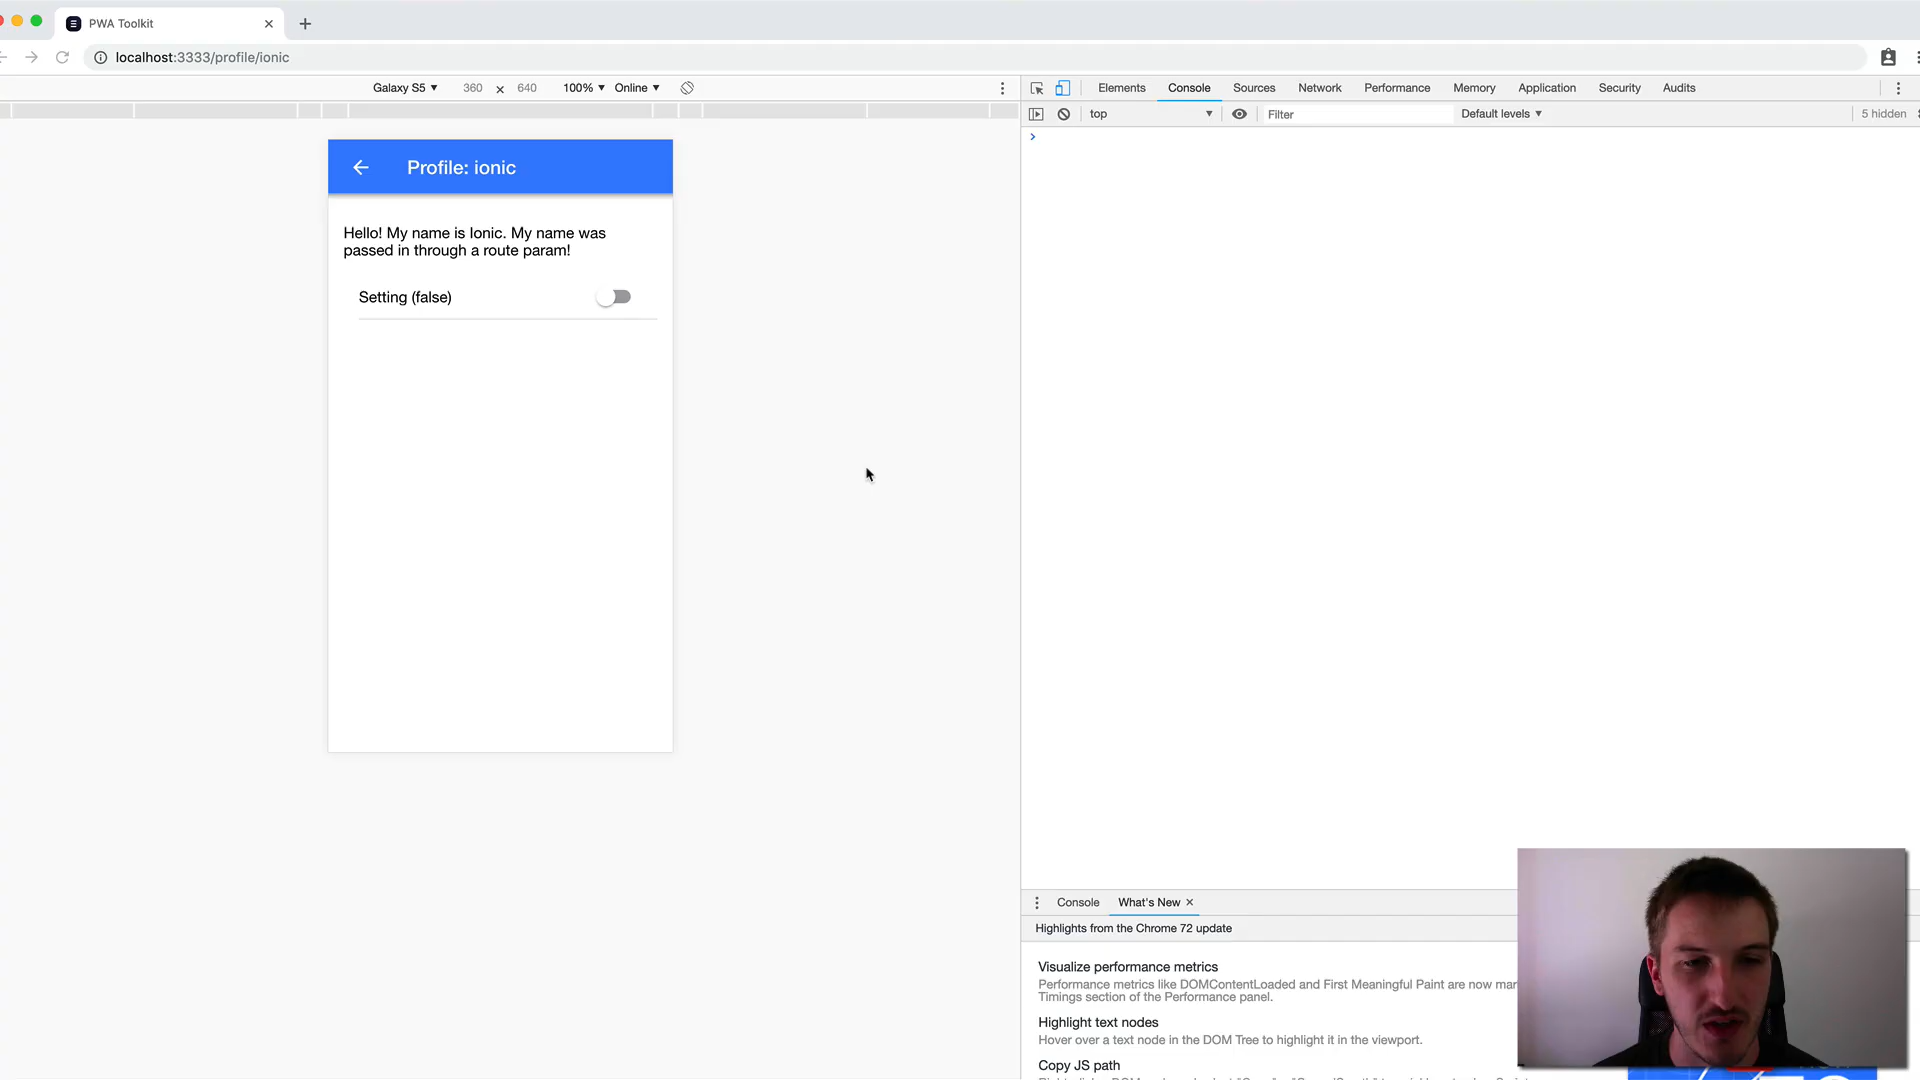 PWA Toolkit
localhost:3333/profile/ionic
Galaxy S5 ▼ 360 × 640 100% ▼ Online ▼
Elements Console Sources Network Performance Memory Application Security Audits
top ▼ Filter Default levels ▼ 5 hidden
Profile: ionic
Hello! My name is Ionic. My name was
passed in through a route param!
Setting (false)
Console What's New ×
Highlights from the Chrome 72 update
Visualize performance metrics
Performance metrics like DOMContentLoaded and First Meaningful Paint are now
Timings section of the Performance panel.
Highlight text nodes
Hover over a text node in the DOM Tree to highlight it in the viewport.
Copy JS path